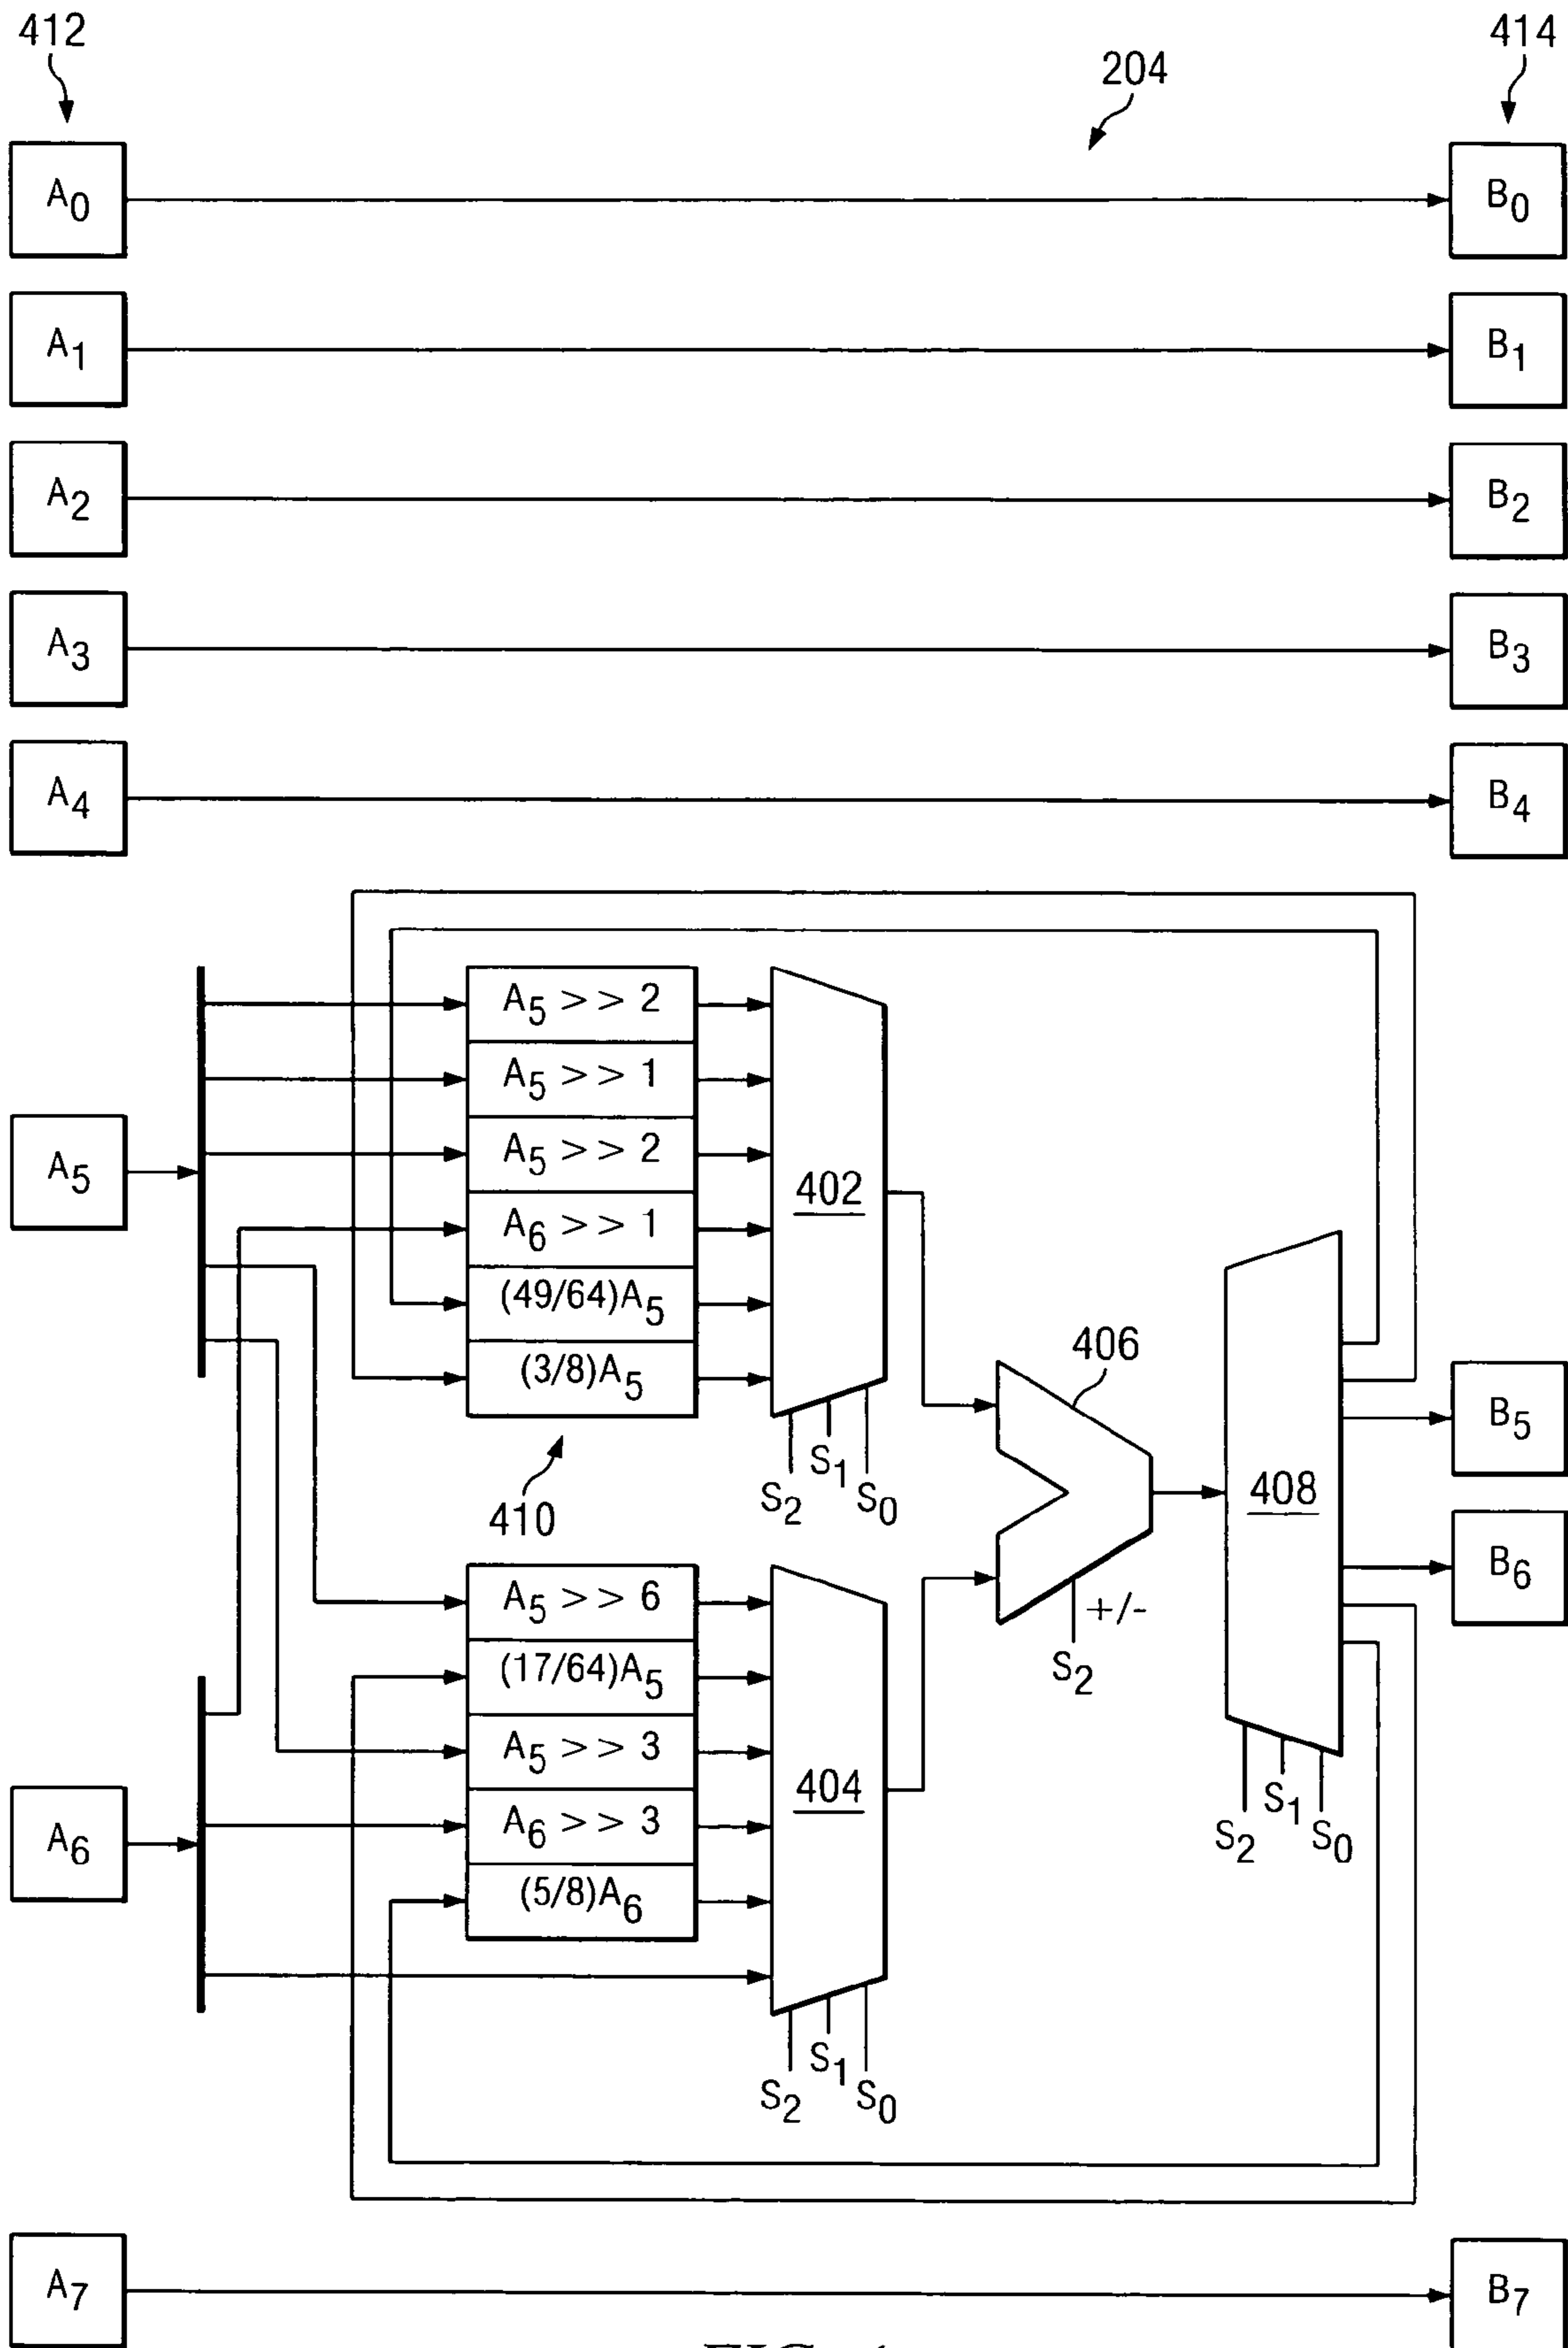 412
414
204
A0
B0
A1
B1
A2
B2
A3
B3
A4
B4
A5
A5 >> 2
A5 >> 1
A5 >> 2
A6 >> 1
(49/64)A5
(3/8)A5
402
S2
S1
S0
410
406
+/-
S2
408
S2
S1
S0
B5
B6
A6
A5 >> 6
(17/64)A5
A5 >> 3
A6 >> 3
(5/8)A6
404
S2
S1
S0
A7
B7